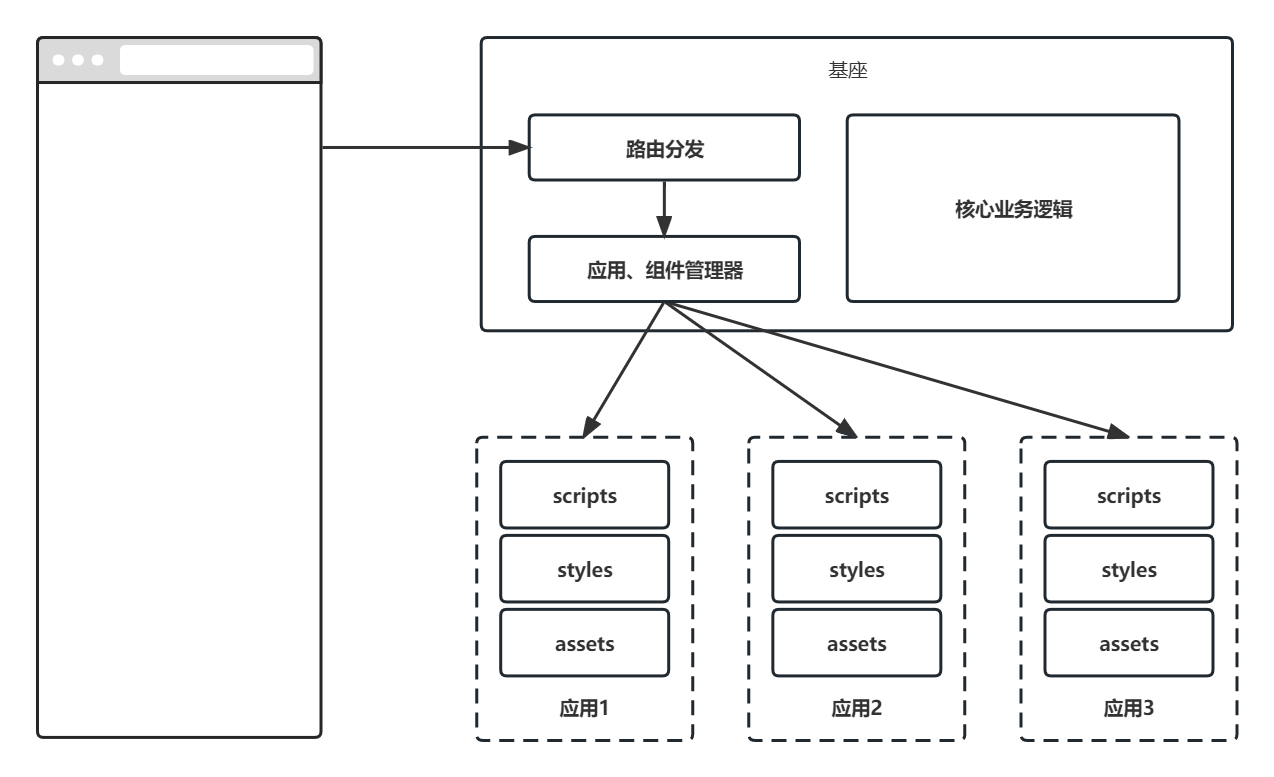 基座
路由分发
核心业务逻辑
应用、组件管理器
scripts
styles
assets
应用1
scripts
styles
assets
应用2
scripts
styles
assets
应用3